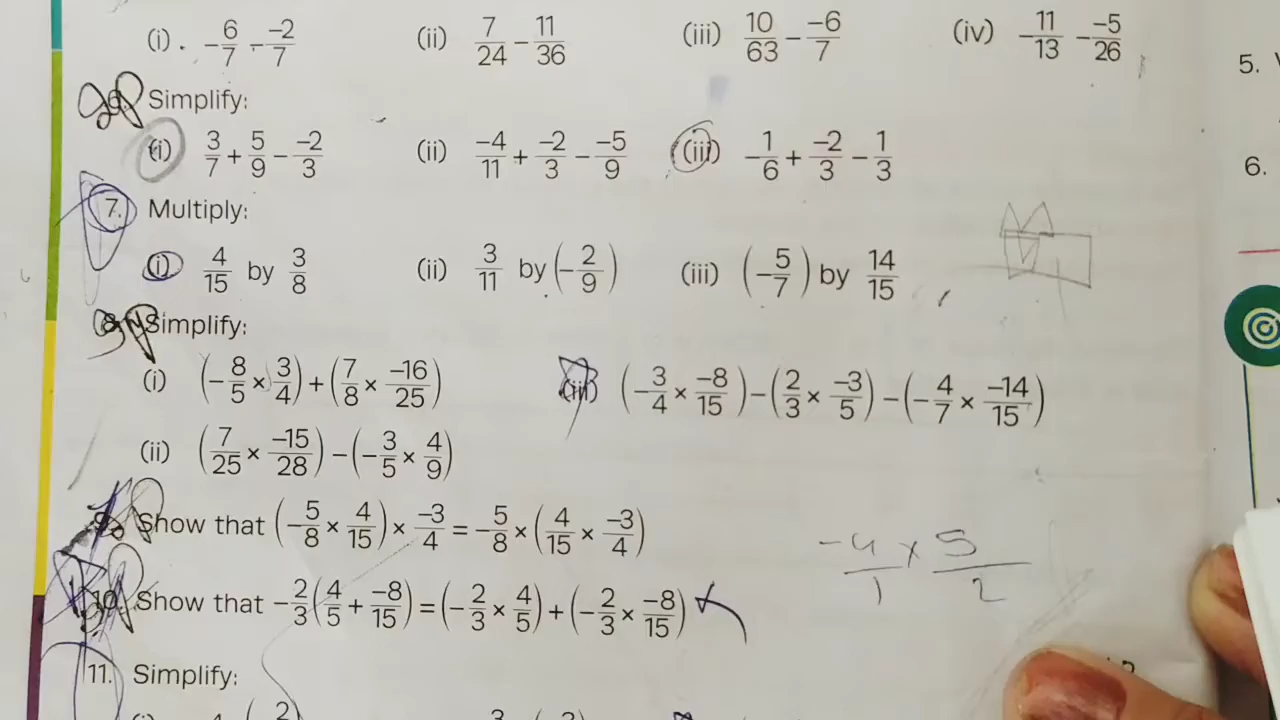 (i) -6/7 - -2/7 (ii) 7/24 - 11/36 (iii) 10/63 - -6/7 (iv) -11/13 - -5/26
5.
6. Simplify:
(i) 3/7 + 5/9 - -2/3 (ii) -4/11 + -2/3 - -5/9 (iii) -1/6 + -2/3 - 1/3
6.
7. Multiply:
(i) 4/15 by 3/8 (ii) 3/11 by (-2/9) (iii) (-5/7) by 14/15
8. Simplify:
(i) (-8/5 × 3/4) + (7/8 × -16/25) (iii) (-3/4 × -8/15) - (2/3 × -3/5) - (-4/7 × -14/15)
(ii) (7/25 × -15/28) - (-3/5 × 4/9)
9. Show that (-5/8 × 4/15) × -3/4 = -5/8 × (4/15 × -3/4)
-4/1 × 5/2
10. Show that -2/3(4/5 + -8/15) = (-2/3 × 4/5) + (-2/3 × -8/15)
11. Simplify: